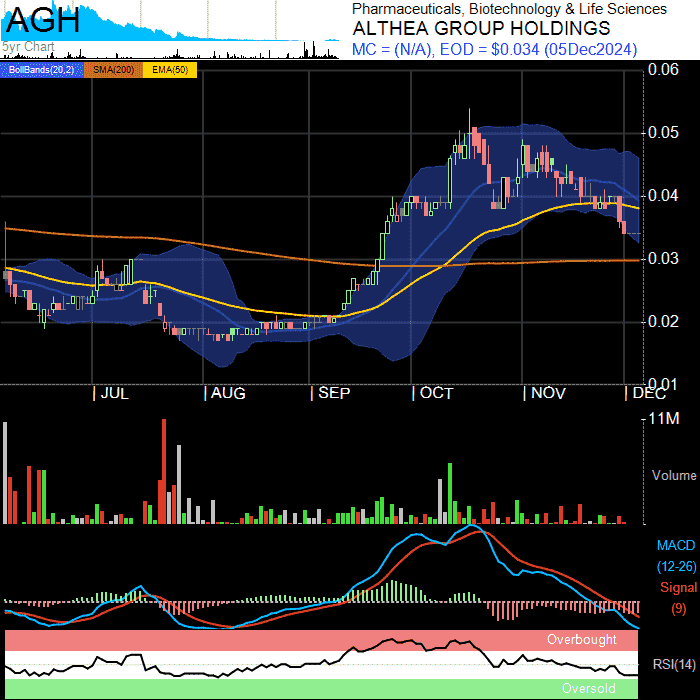 AGH
5yr Chart
Pharmaceuticals, Biotechnology & Life Sciences
ALTHEA GROUP HOLDINGS
MC = (N/A), EOD = $0.034 (05Dec2024)
BollBands(20,2) SMA(200) EMA(50)
0.06
0.05
0.04
0.03
0.02
0.01
JUL AUG SEP OCT NOV DEC
11M
Volume
MACD
(12-26)
Signal
(9)
Overbought
RSI(14)
Oversold